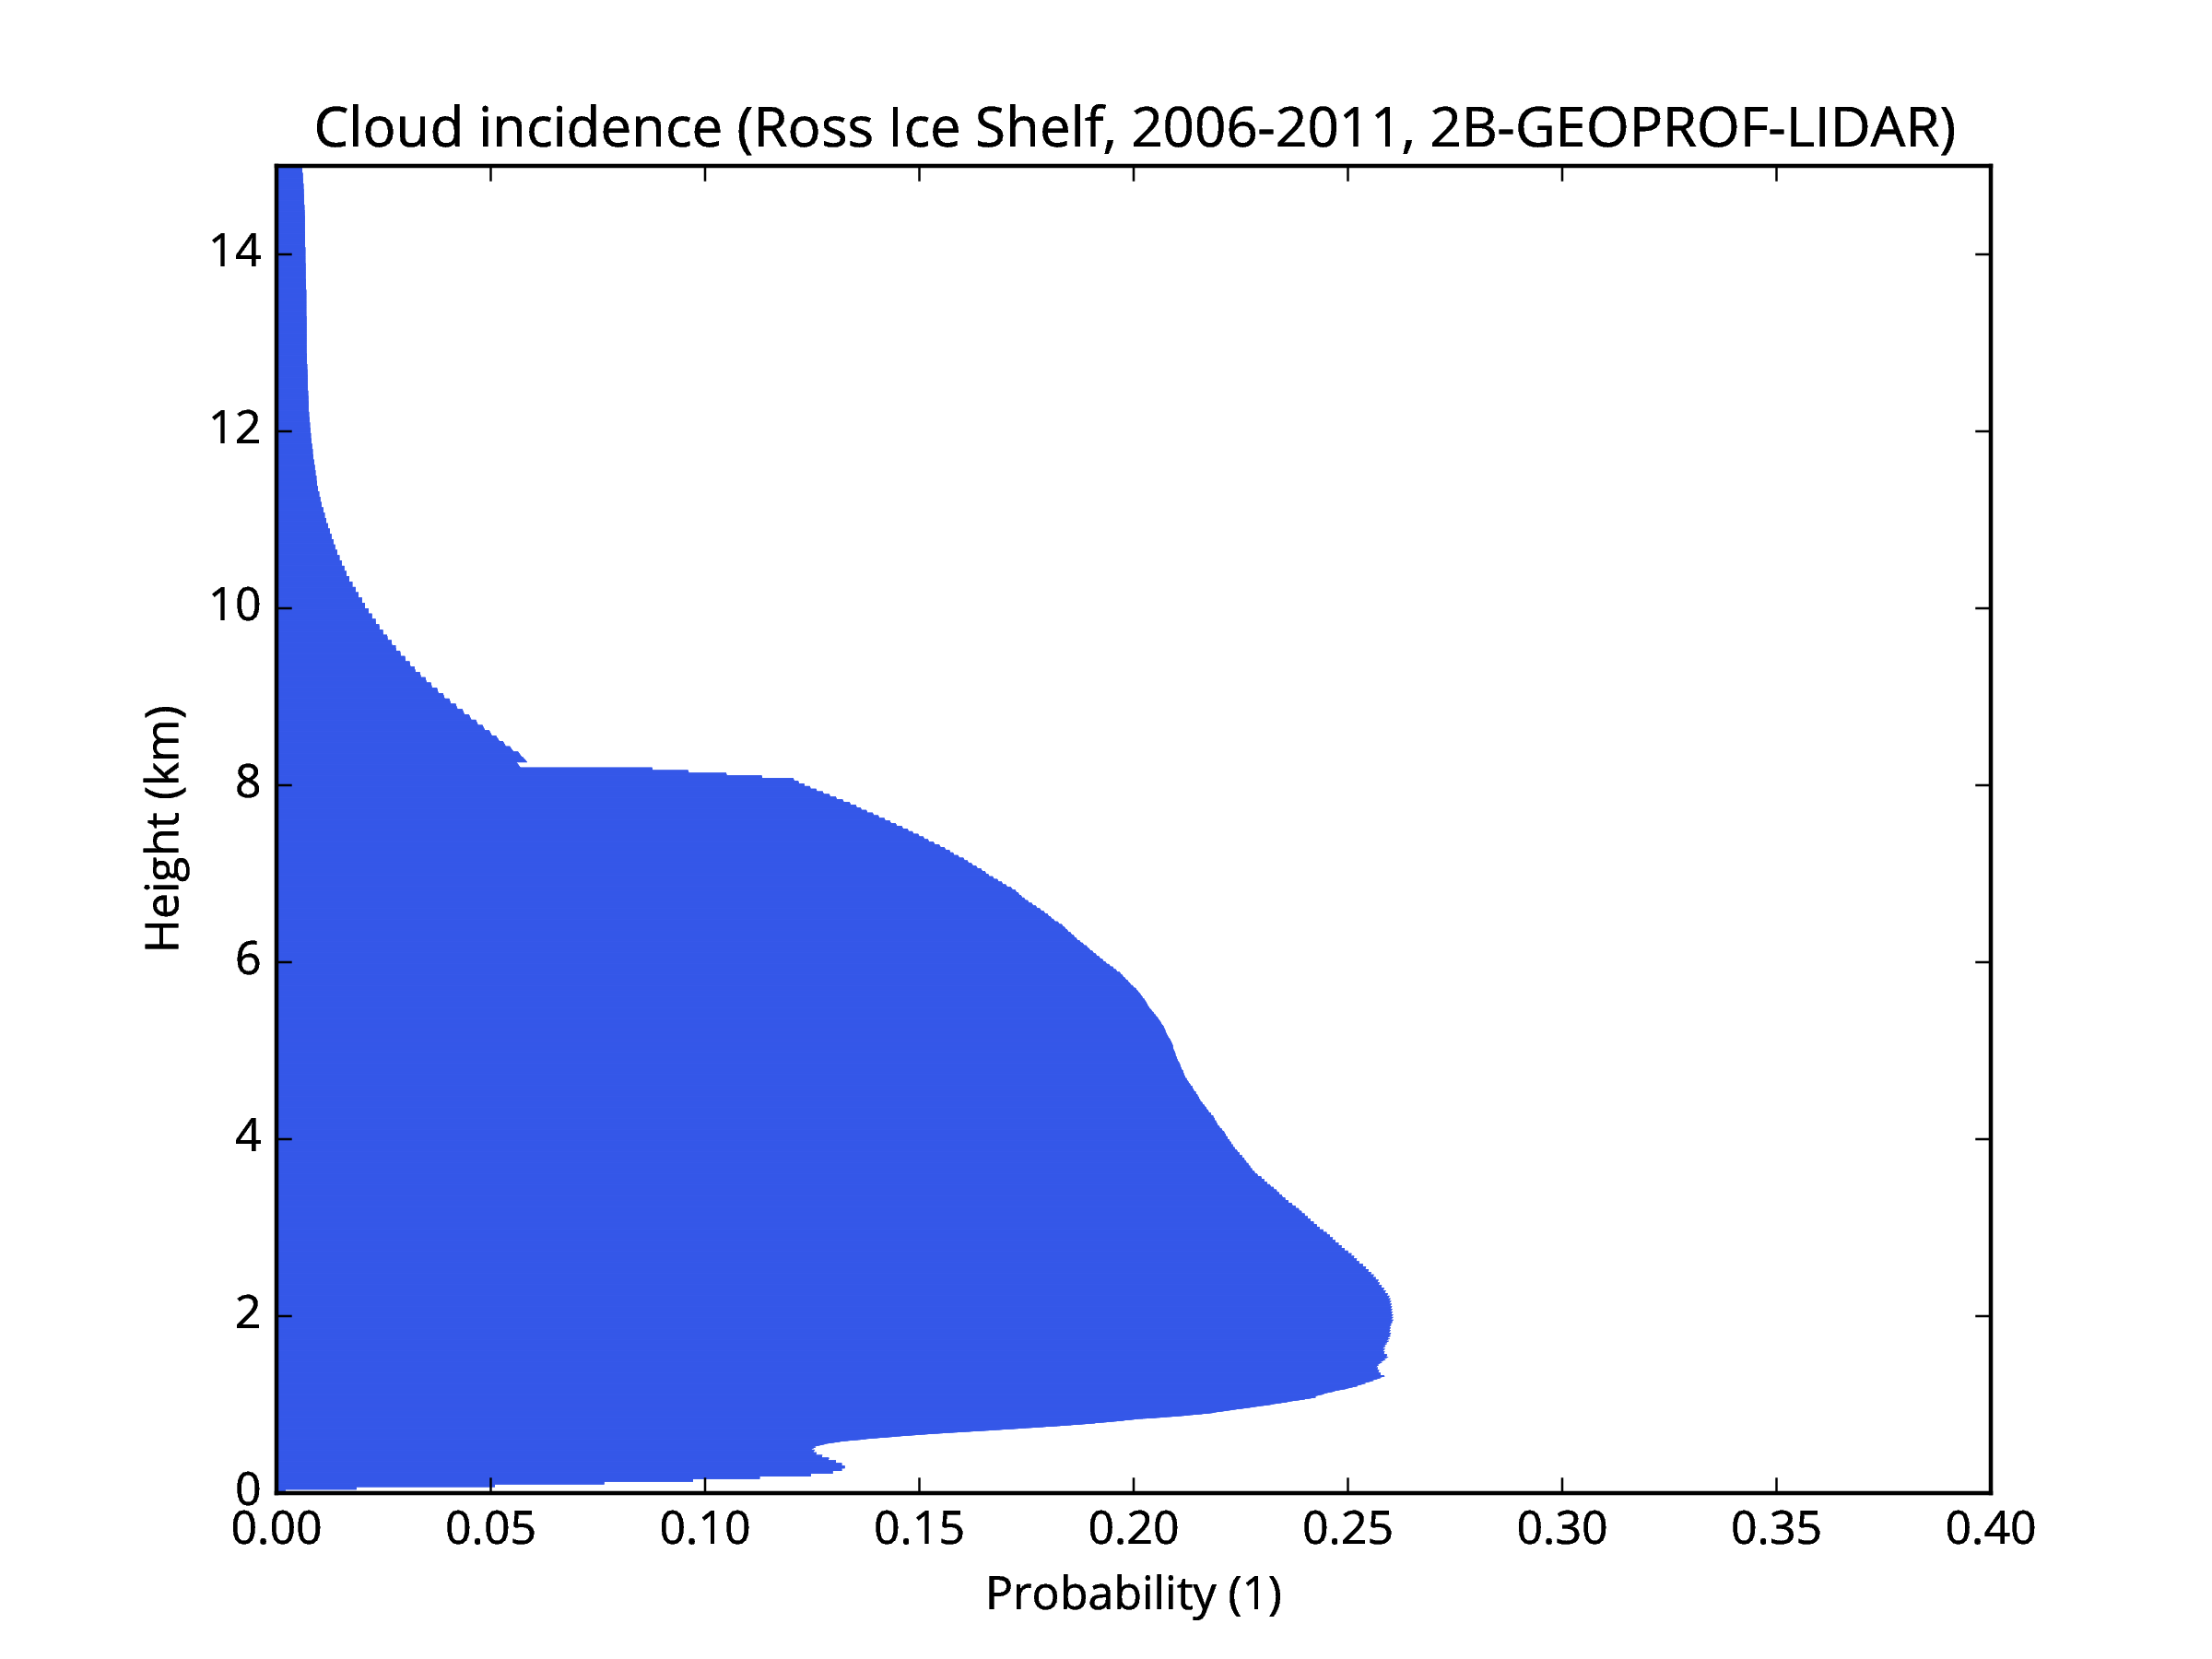 Cloud incidence (Ross Ice Shelf, 2006-2011, 2B-GEOPROF-LIDAR)
14
12
10
8
6
4
2
0
Height (km)
0.00 0.05 0.10 0.15 0.20 0.25 0.30 0.35 0.40
Probability (1)